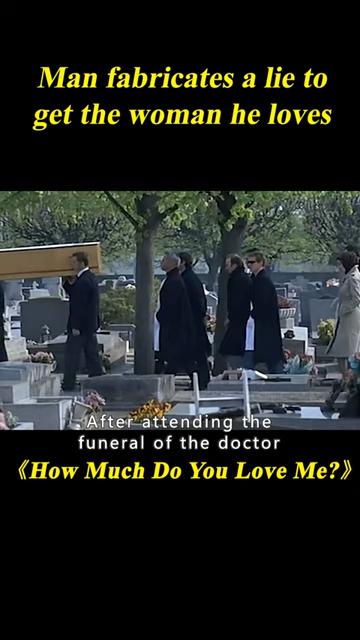 Man fabricates a lie to
get the woman he loves
After attending the
funeral of the doctor
《How Much Do You Love Me?》